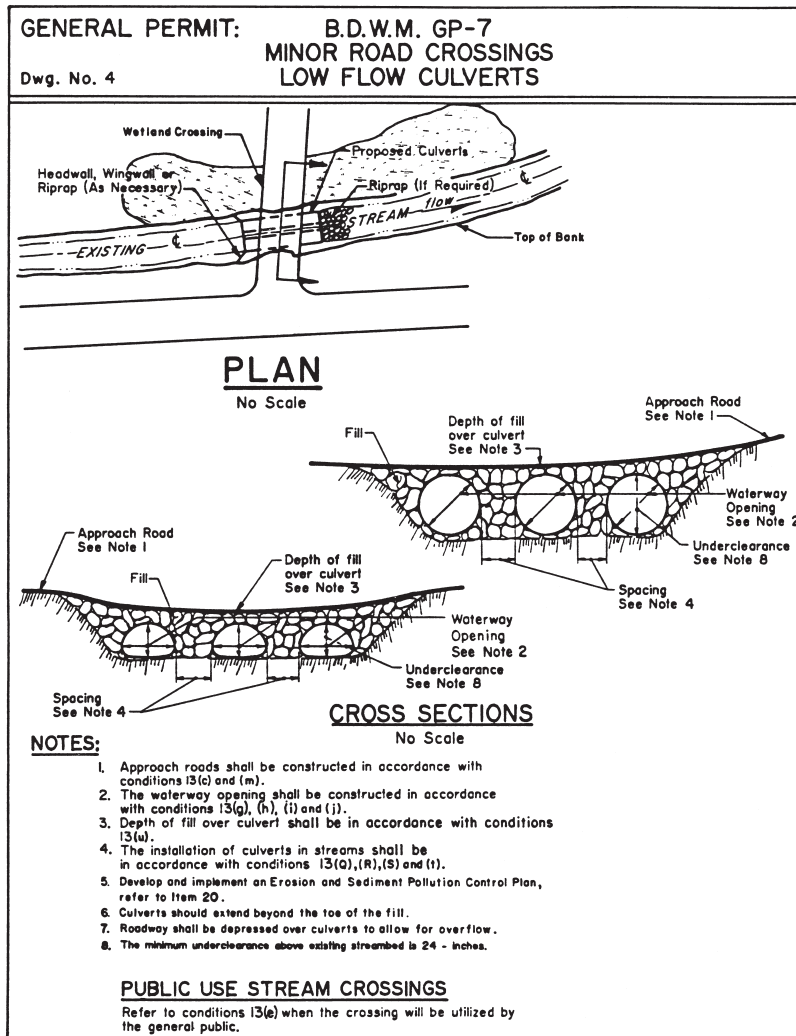 GENERAL PERMIT: B.D.W.M. GP-7
MINOR ROAD CROSSINGS
Dwg. No. 4 LOW FLOW CULVERTS
Wetland Crossing
Proposed Culverts
Headwall, Wingwall or
Riprap (As Necessary)
Riprap (If Required)
flow
STREAM
EXISTING
Top of Bank
PLAN
No Scale
Approach Road
See Note 1
Depth of fill
over culvert
See Note 3
Fill
Waterway
Opening
See Note 2
Underclearance
See Note 8
Spacing
See Note 4
Approach Road
See Note 1
Depth of fill
over culvert
See Note 3
Fill
Waterway
Opening
See Note 2
Underclearance
See Note 8
Spacing
See Note 4
CROSS SECTIONS
No Scale
NOTES:
1. Approach roads shall be constructed in accordance with
conditions 13(c) and (m).
2. The waterway opening shall be constructed in accordance
with conditions 13(g), (h), (i) and (j).
3. Depth of fill over culvert shall be in accordance with conditions
13(u).
4. The installation of culverts in streams shall be
in accordance with conditions 13(Q),(R),(S) and (t).
5. Develop and implement an Erosion and Sediment Pollution Control Plan,
refer to Item 20.
6. Culverts should extend beyond the toe of the fill.
7. Roadway shall be depressed over culverts to allow for overflow.
8. The minimum underclearance above existing streambed is 24 - inches.
PUBLIC USE STREAM CROSSINGS
Refer to conditions 13(e) when the crossing will be utilized by
the general public.